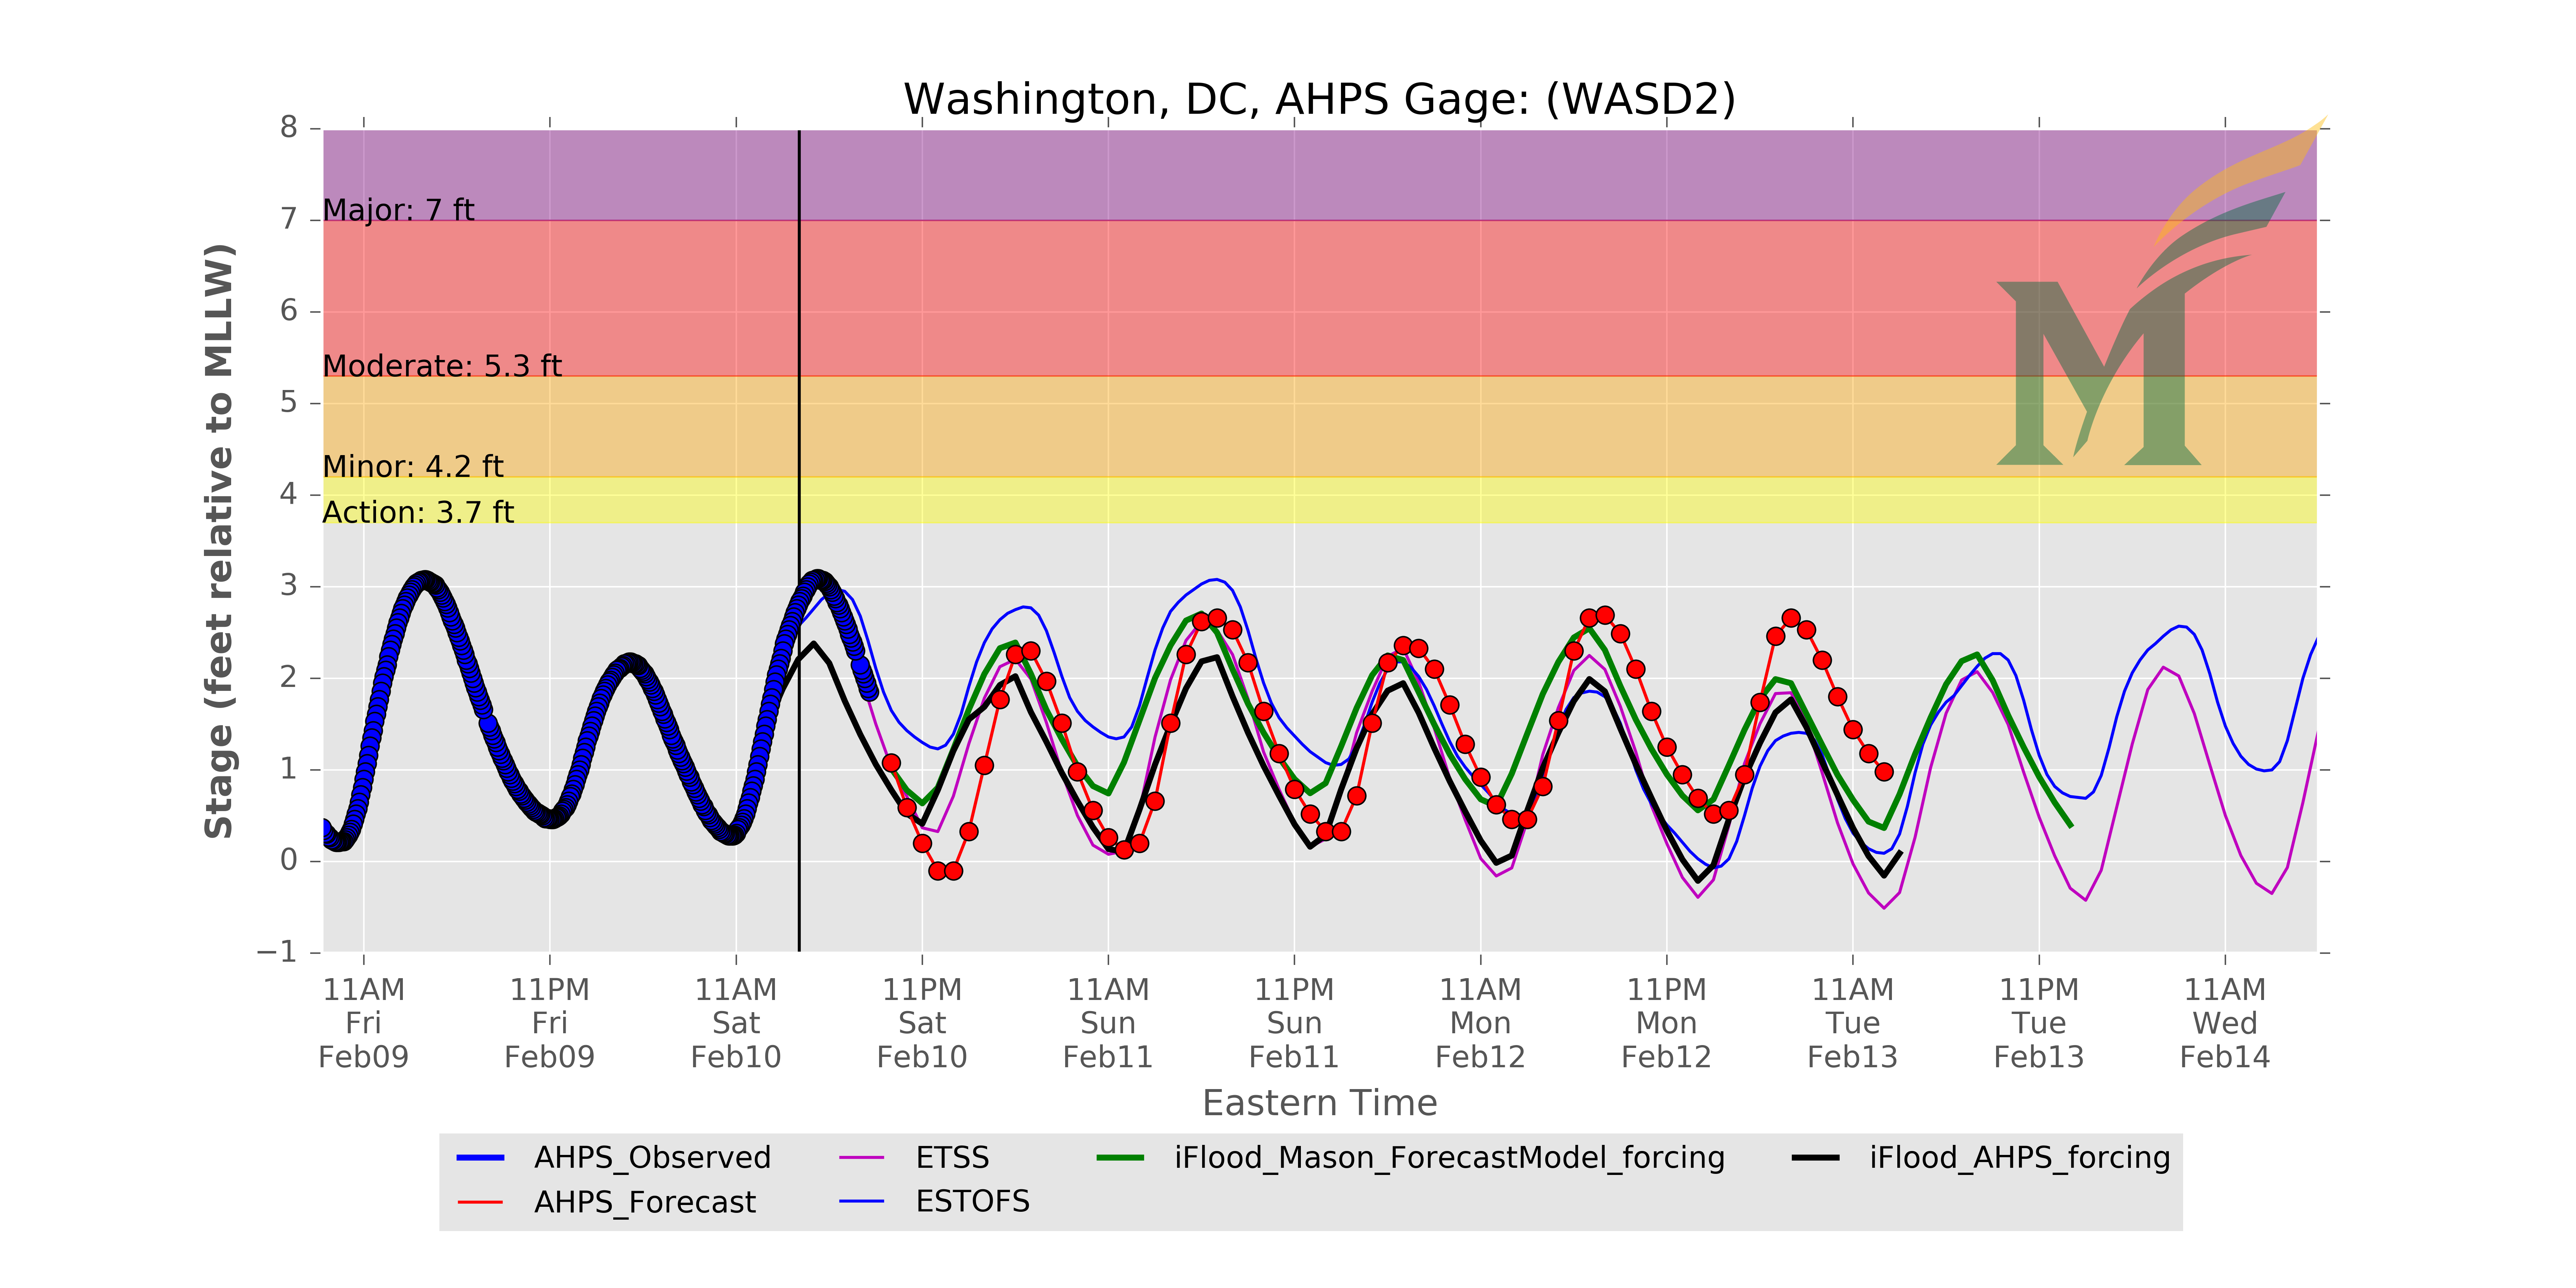 Washington, DC, AHPS Gage: (WASD2)
8
7
6
5
4
3
2
1
0
−1
Stage (feet relative to MLLW)
Major: 7 ft
Moderate: 5.3 ft
Minor: 4.2 ft
Action: 3.7 ft
M
11AM 11PM 11AM 11PM 11AM 11PM 11AM 11PM 11AM 11PM 11AM
Fri Fri Sat Sat Sun Sun Mon Mon Tue Tue Wed
Feb09 Feb09 Feb10 Feb10 Feb11 Feb11 Feb12 Feb12 Feb13 Feb13 Feb14
Eastern Time
AHPS_Observed ETSS iFlood_Mason_ForecastModel_forcing iFlood_AHPS_forcing
AHPS_Forecast ESTOFS